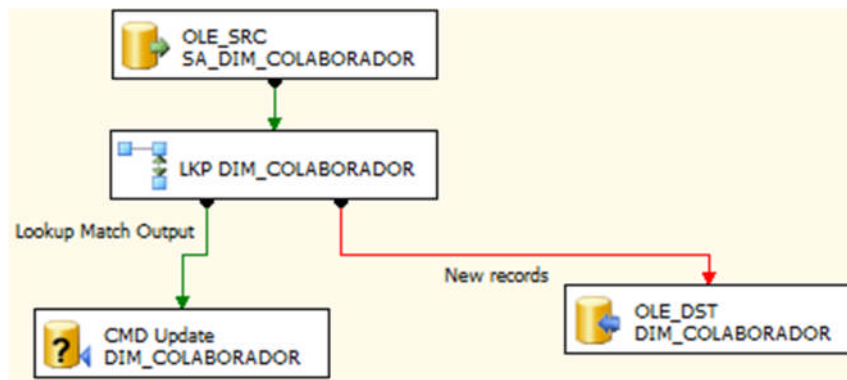 OLE_SRC
SA_DIM_COLABORADOR
LKP DIM_COLABORADOR
Lookup Match Output
New records
CMD Update
DIM_COLABORADOR
OLE_DST
DIM_COLABORADOR